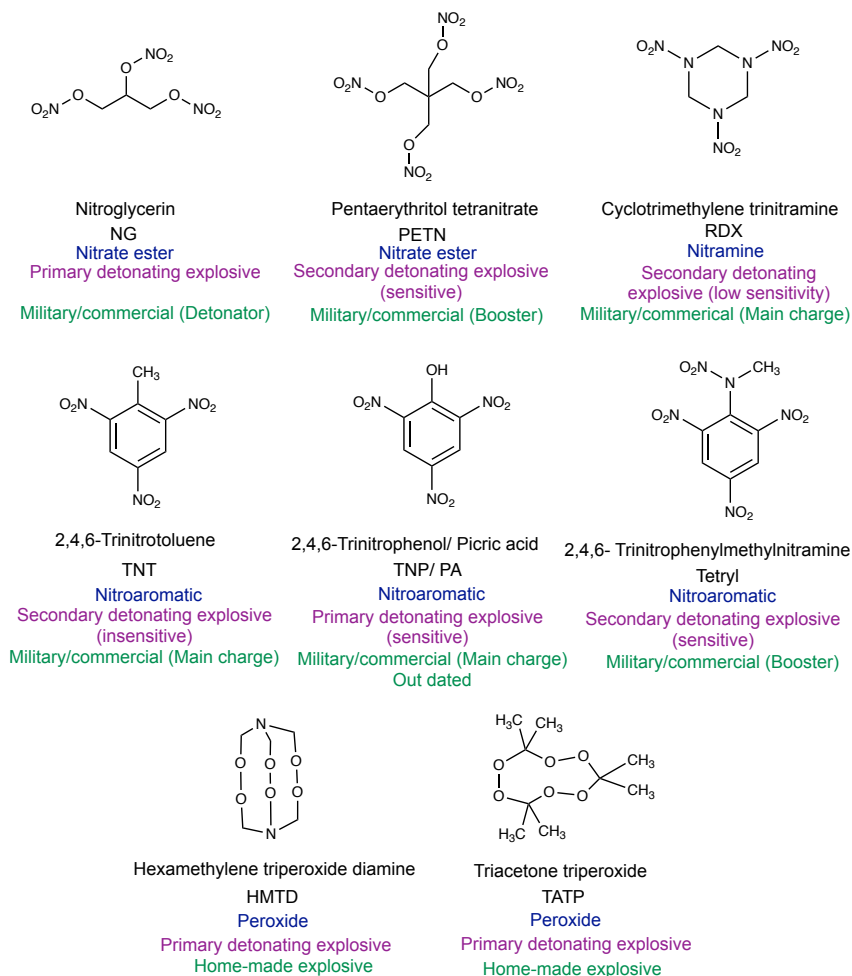 NO₂
O
NO₂
O
O₂N
O
NO₂
Nitroglycerin
NG
Nitrate ester
Primary detonating explosive
Military/commercial (Detonator)
NO₂
O
O₂N
O
O
NO₂
O
NO₂
Pentaerythritol tetranitrate
PETN
Nitrate ester
Secondary detonating explosive
(sensitive)
Military/commercial (Booster)
NO₂
NO₂
N
N
N
NO₂
Cyclotrimethylene trinitramine
RDX
Nitramine
Secondary detonating
explosive (low sensitivity)
Military/commerical (Main charge)
CH₃
O₂N
NO₂
NO₂
2,4,6-Trinitrotoluene
TNT
Nitroaromatic
Secondary detonating explosive
(insensitive)
Military/commercial (Main charge)
OH
O₂N
NO₂
NO₂
2,4,6-Trinitrophenol/ Picric acid
TNP/ PA
Nitroaromatic
Primary detonating explosive
(sensitive)
Military/commercial (Main charge)
Out dated
O₂N
N
CH₃
O₂N
NO₂
NO₂
2,4,6- Trinitrophenylmethylnitramine
Tetryl
Nitroaromatic
Secondary detonating explosive
(sensitive)
Military/commercial (Booster)
N
O
O
O
O
O
O
N
Hexamethylene triperoxide diamine
HMTD
Peroxide
Primary detonating explosive
Home-made explosive
H₃C
CH₃
O
O
O
O
O
O
CH₃
CH₃
H₃C
CH₃
Triacetone triperoxide
TATP
Peroxide
Primary detonating explosive
Home-made explosive